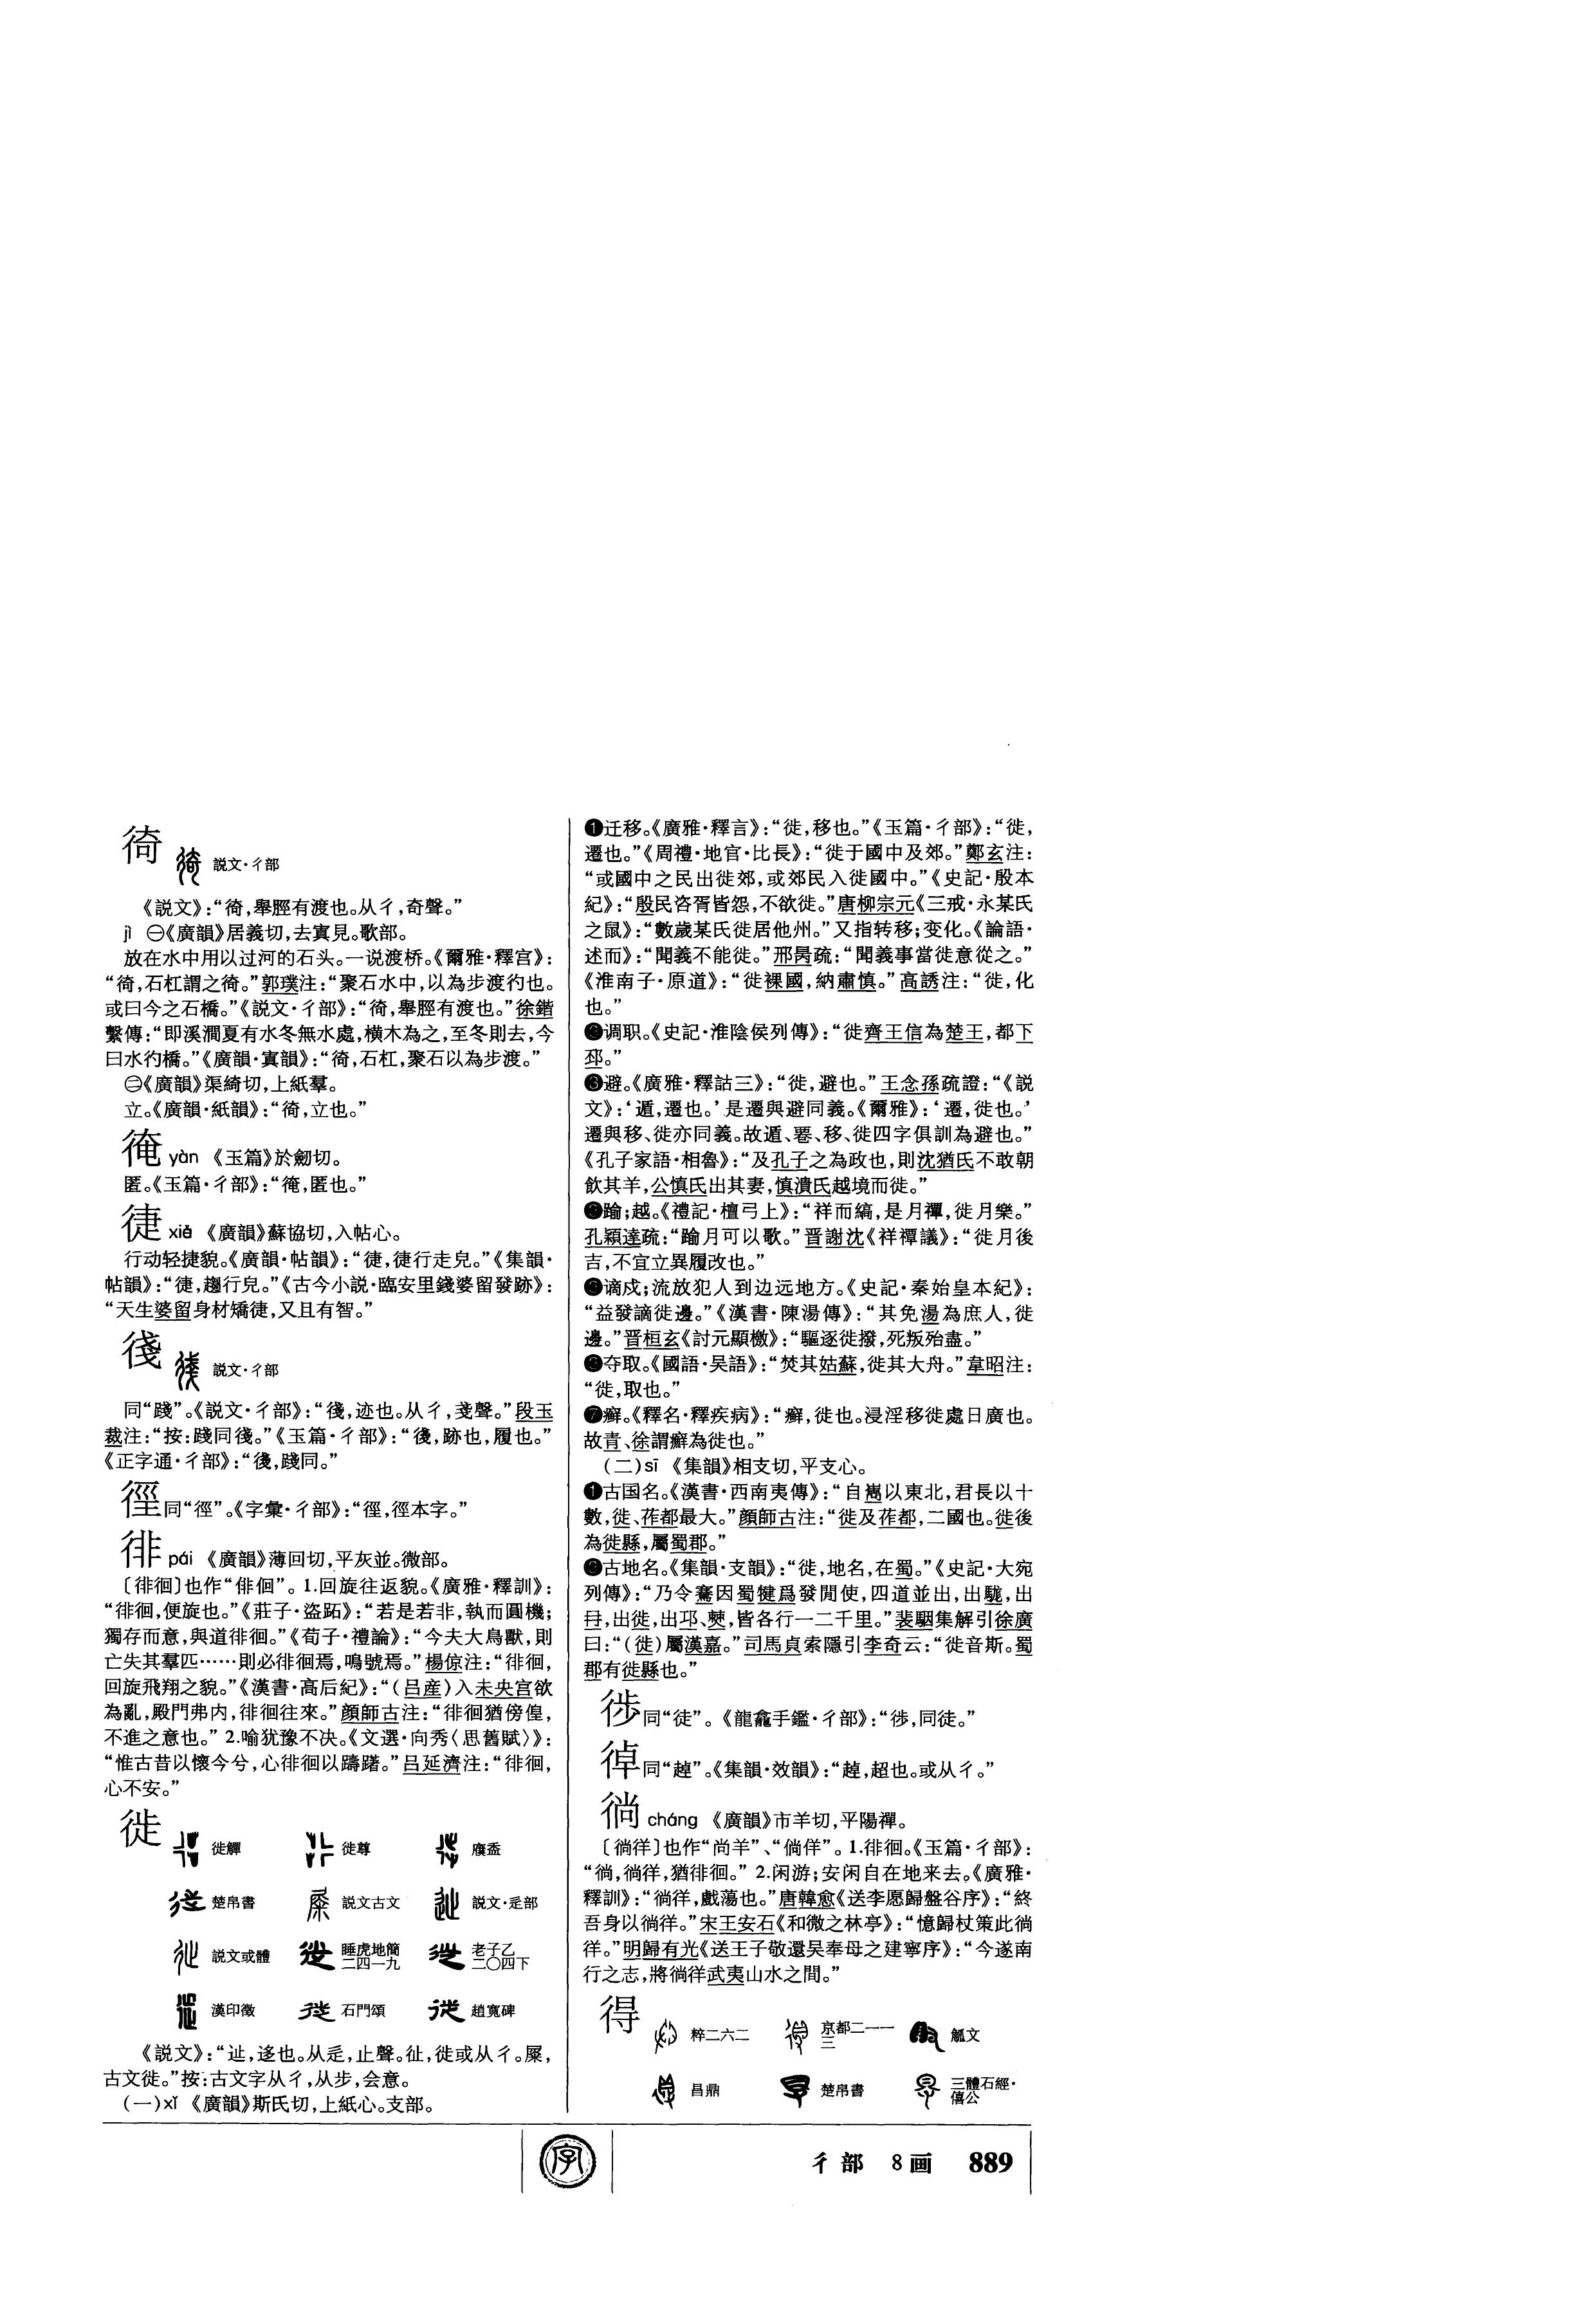 徛 説文·彳部
《説文》:“徛,舉脛有渡也。从彳,奇聲。”
jì ㊀《廣韻》居義切,去寘見。歌部。
放在水中用以过河的石头。一说渡桥。《爾雅·釋宫》:
“徛,石杠謂之徛。”郭璞注:“聚石水中,以為步渡彴也。
或曰今之石橋。”《説文·彳部》:“徛,舉脛有渡也。”徐鍇
繫傳:“即溪澗夏有水冬無水處,横木為之,至冬則去,今
曰水彴橋。”《廣韻·寘韻》:“徛,石杠,聚石以為步渡。”
㊁《廣韻》渠綺切,上紙羣。
立。《廣韻·紙韻》:“徛,立也。”
㣣 yàn 《玉篇》於劒切。
匿。《玉篇·彳部》:“㣣,匿也。”
徢 xiè 《廣韻》蘇協切,入帖心。
行动轻捷貌。《廣韻·帖韻》:“徢,徢行走皃。”《集韻·
帖韻》:“徢,趨行皃。”《古今小説·臨安里錢婆留發跡》:
“天生婆留身材矯徢,又且有智。”
㣤 説文·彳部
同“踐”。《説文·彳部》:“㣤,迹也。从彳,戔聲。”段玉
裁注:“按:踐同㣤。”《玉篇·彳部》:“㣤,跡也,履也。”
《正字通·彳部》:“㣤,踐同。”
同“徑”。《字彙·彳部》:“徑,徑本字。”
徘 pái 《廣韻》薄回切,平灰並。微部。
〔徘徊〕也作“俳佪”。1.回旋往返貌。《廣雅·釋訓》:
“徘徊,便旋也。”《莊子·盗跖》:“若是若非,執而圓機;
獨存而意,與道徘徊。”《荀子·禮論》:“今夫大鳥獸,則
亡失其羣匹……則必徘徊焉,鳴號焉。”楊倞注:“徘徊,
回旋飛翔之貌。”《漢書·高后紀》:“(吕産)入未央宫欲
為亂,殿門弗内,徘徊往來。”顔師古注:“徘徊猶傍偟,
不進之意也。” 2.喻犹豫不决。《文選·向秀〈思舊賦〉》:
“惟古昔以懷今兮,心徘徊以躊躇。”吕延濟注:“徘徊,
心不安。”
徙 徙觶 徙尊 㢑盉
楚帛書 説文古文 説文·辵部
説文或體 睡虎地簡二四一九 老子乙二〇四下
漢印徵 石門頌 趙寬碑
《説文》:“𨑭,迻也。从辵,止聲。𢓊,徙或从彳。屎,
古文徙。”按:古文字从彳,从步,会意。
(一)xǐ 《廣韻》斯氏切,上紙心。支部。
❶迁移。《廣雅·釋言》:“徙,移也。”《玉篇·彳部》:“徙,
遷也。”《周禮·地官·比長》:“徙于國中及郊。”鄭玄注:
“或國中之民出徙郊,或郊民入徙國中。”《史記·殷本
紀》:“殷民咨胥皆怨,不欲徙。”唐柳宗元《三戒·永某氏
之鼠》:“數歲某氏徙居他州。”又指转移;变化。《論語·
述而》:“聞義不能徙。”邢昺疏:“聞義事當徙意從之。”
《淮南子·原道》:“徙裸國,納肅慎。”高誘注:“徙,化
也。”
❷调职。《史記·淮陰侯列傳》:“徙齊王信為楚王,都下
邳。”
❸避。《廣雅·釋詁三》:“徙,避也。”王念孫疏證:“《説
文》:‘遁,遷也。’是遷與避同義。《爾雅》:‘遷,徙也。’
遷與移、徙亦同義。故遁、䙴、移、徙四字俱訓為避也。”
《孔子家語·相魯》:“及孔子之為政也,則沈猶氏不敢朝
飲其羊,公慎氏出其妻,慎潰氏越境而徙。”
❹踰;越。《禮記·檀弓上》:“祥而縞,是月禫,徙月樂。”
孔穎達疏:“踰月可以歌。”晋謝沈《祥禫議》:“徙月後
吉,不宜立異履改也。”
❺谪戍;流放犯人到边远地方。《史記·秦始皇本紀》:
“益發謫徙邊。”《漢書·陳湯傳》:“其免湯為庶人,徙
邊。”晋桓玄《討元顯檄》:“驅逐徙撥,死叛殆盡。”
❻夺取。《國語·吴語》:“焚其姑蘇,徙其大舟。”韋昭注:
“徙,取也。”
❼癣。《釋名·釋疾病》:“癬,徙也。浸淫移徙處日廣也。
故青、徐謂癬為徙也。”
(二)sī 《集韻》相支切,平支心。
❶古国名。《漢書·西南夷傳》:“自嶲以東北,君長以十
數,徙、莋都最大。”顔師古注:“徙及莋都,二國也。徙後
為徙縣,屬蜀郡。”
❷古地名。《集韻·支韻》:“徙,地名,在蜀。”《史記·大宛
列傳》:“乃令騫因蜀犍爲發閒使,四道並出,出駹,出
冄,出徙,出邛、僰,皆各行一二千里。”裴駰集解引徐廣
曰:“(徙)屬漢嘉。”司馬貞索隱引李奇云:“徙音斯。蜀
郡有徙縣也。”
𢓸同“徒”。《龍龕手鑑·彳部》:“𢓸,同徒。”
㣦同“趠”。《集韻·效韻》:“趠,超也。或从彳。”
徜 cháng 《廣韻》市羊切,平陽禪。
〔徜徉〕也作“尚羊”、“倘佯”。1.徘徊。《玉篇·彳部》:
“徜,徜徉,猶徘徊。” 2.闲游;安闲自在地来去。《廣雅·
釋訓》:“徜徉,戲蕩也。”唐韓愈《送李愿歸盤谷序》:“終
吾身以徜徉。”宋王安石《和微之林亭》:“憶歸杖策此徜
徉。”明歸有光《送王子敬還吴奉母之建寧序》:“今遂南
行之志,將徜徉武夷山水之間。”
得 粹二六二 京都二一一三 觚文
昌鼎 楚帛書 三體石經·僖公
字 彳部 8画 889